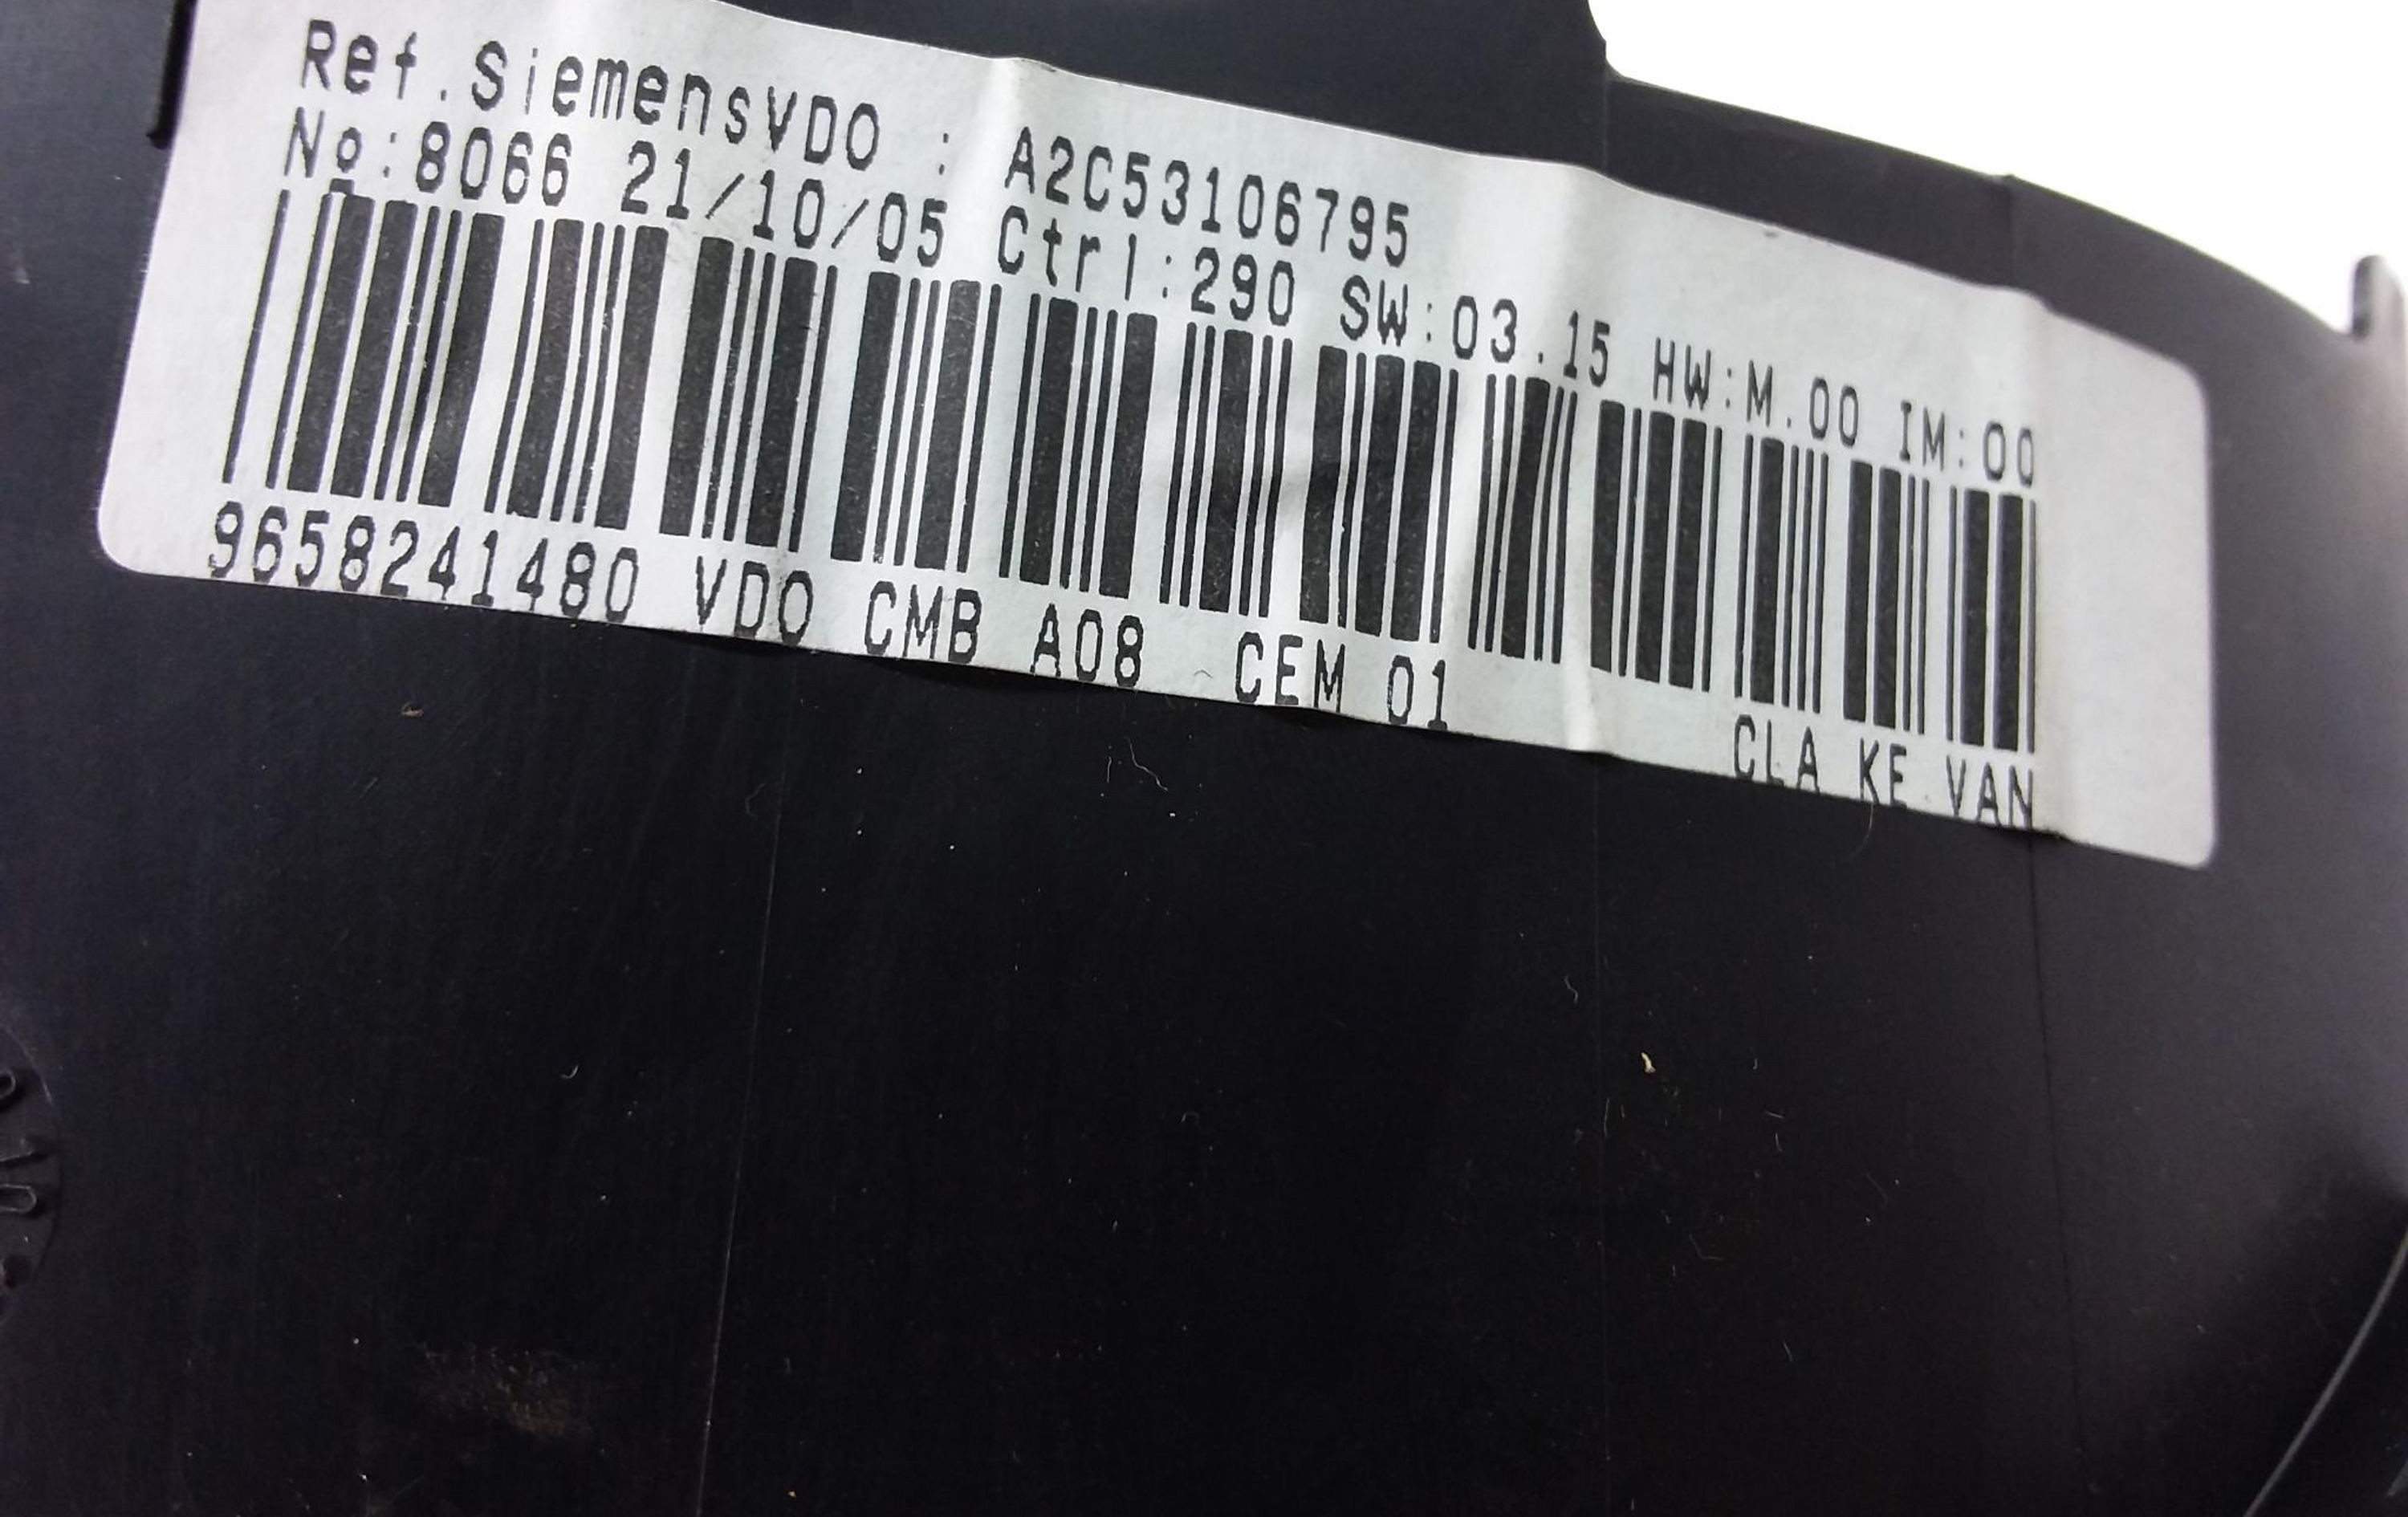 Ref.SiemensVDO : A2C53106795
No:8066 21/10/05 Ctrl:290 SW:03.15 HW:M.00 IM:00
9658241480 VDO CMB A08 CEM 01 CLA KE VAN